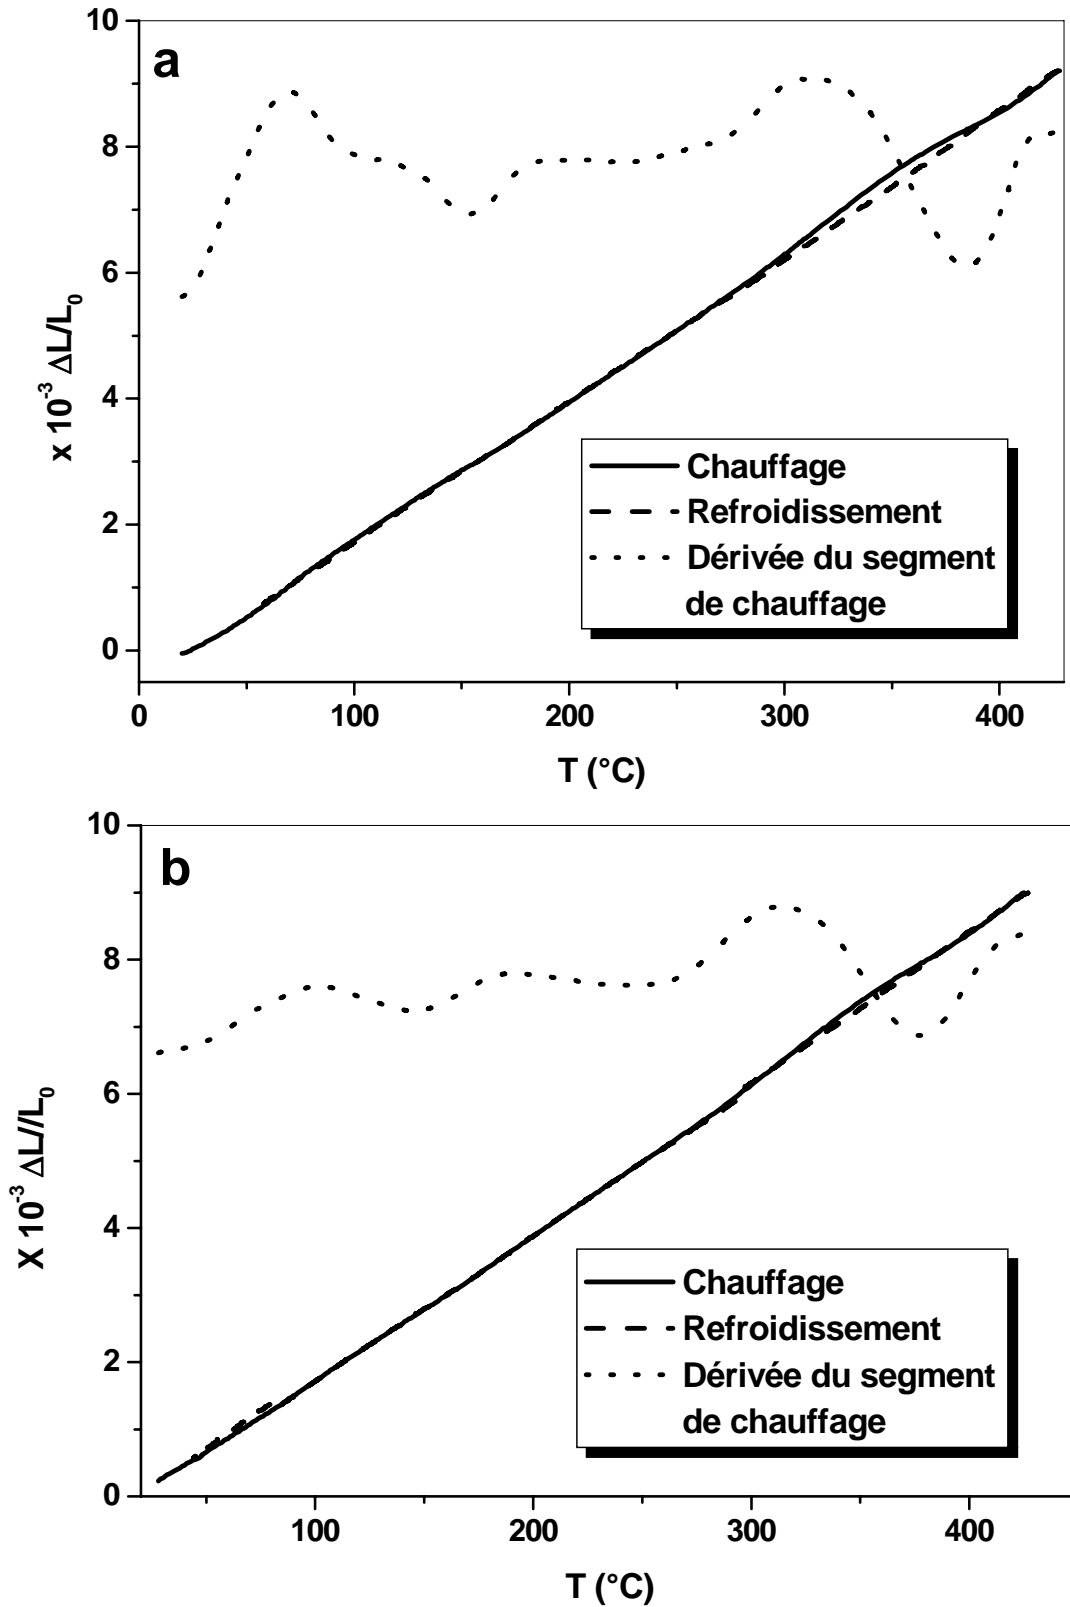 a
10
8
6
4
2
0
x 10⁻³ ΔL/L₀
Chauffage
Refroidissement
Dérivée du segment
de chauffage
0 100 200 300 400
T (°C)
b
10
8
6
4
2
0
X 10⁻³ ΔL//L₀
Chauffage
Refroidissement
Dérivée du segment
de chauffage
100 200 300 400
T (°C)